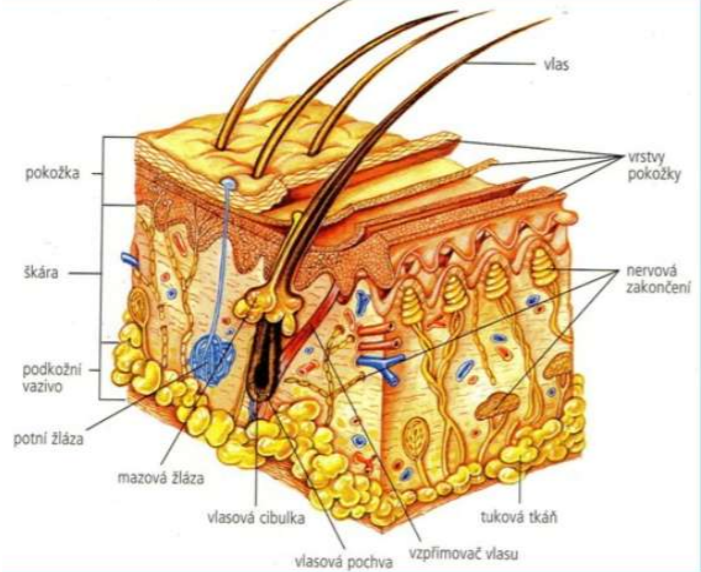 vlas
vrstvy
pokožky
pokožka
škára
nervová
zakončení
podkožní
vazivo
potní žláza
mazová žláza
vlasová cibulka
tuková tkáň
vlasová pochva
vzpřimovač vlasu